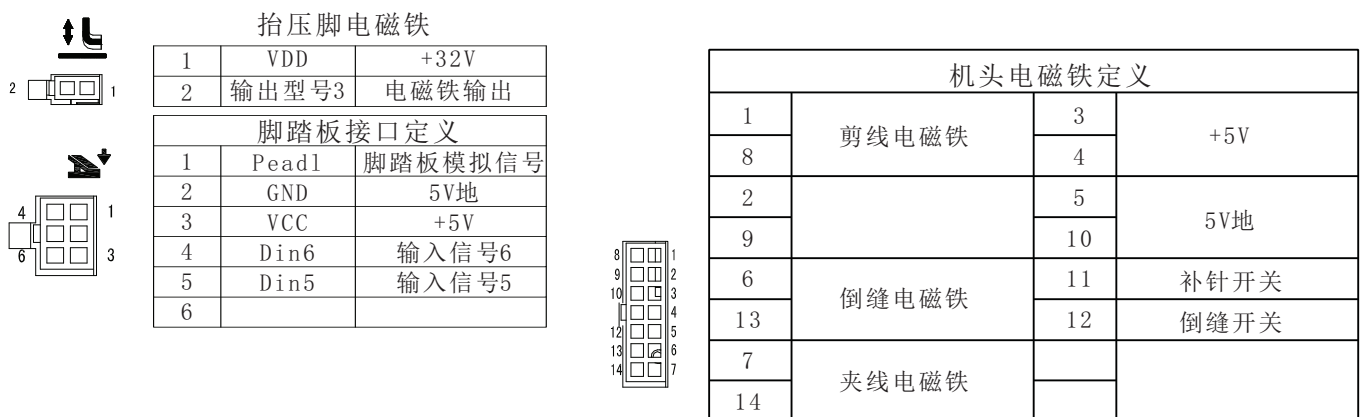 抬压脚电磁铁
1 VDD +32V
2 输出型号3 电磁铁输出
2 1
脚踏板接口定义
1 Pead1 脚踏板模拟信号
2 GND 5V地
3 VCC +5V
4 Din6 输入信号6
5 Din5 输入信号5
6
4 1
6 3
机头电磁铁定义
1 剪线电磁铁 3 +5V
8 4
2 5 5V地
9 10
6 倒缝电磁铁 11 补针开关
13 12 倒缝开关
7 夹线电磁铁
14
8 1
9 2
10 3
4
12 5
13 6
14 7